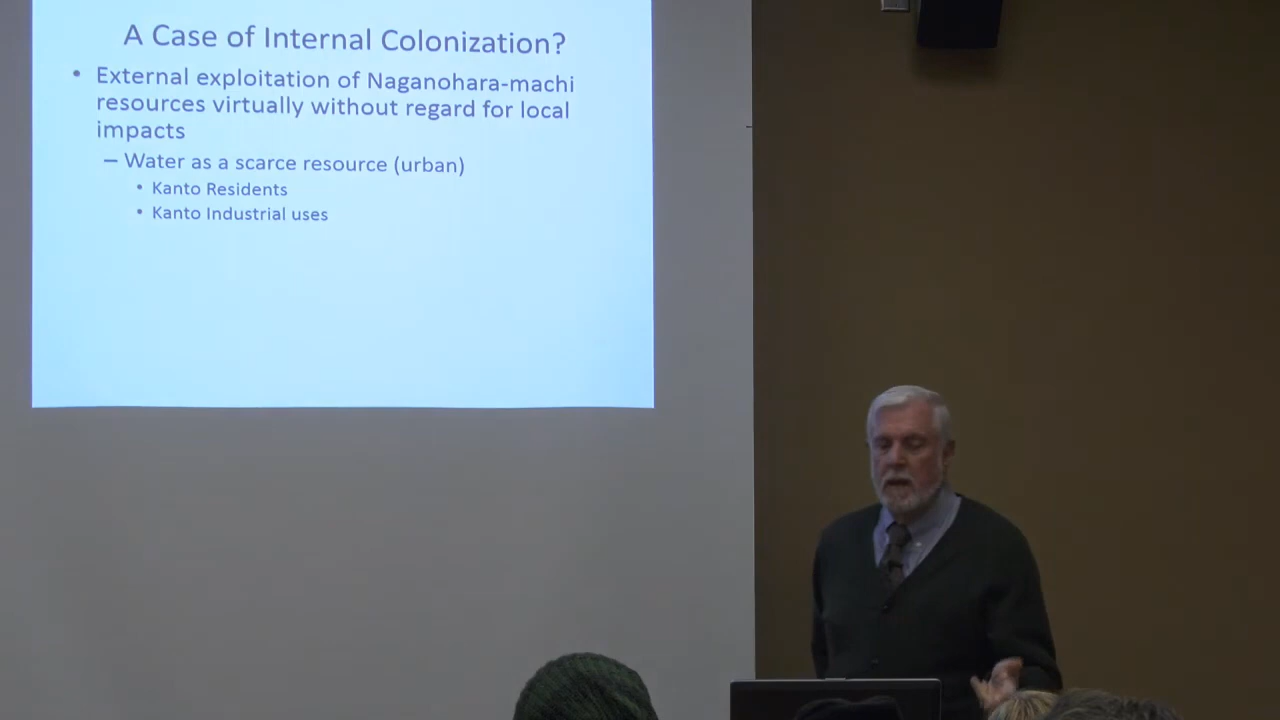 A Case of Internal Colonization?
• External exploitation of Naganohara-machi
resources virtually without regard for local
impacts
– Water as a scarce resource (urban)
• Kanto Residents
• Kanto Industrial uses